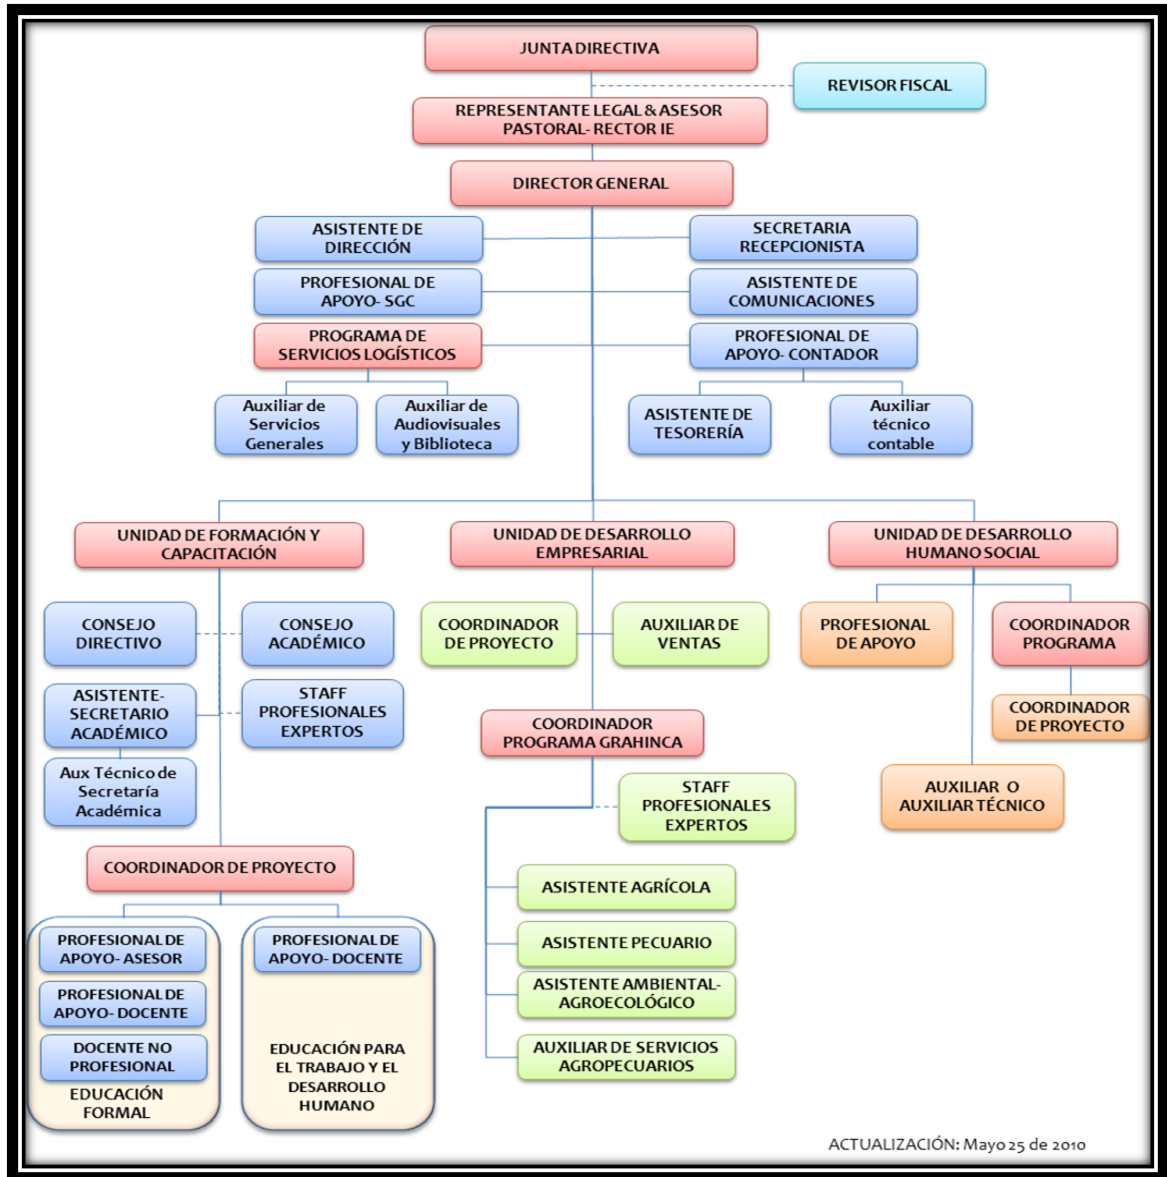 JUNTA DIRECTIVA
REVISOR FISCAL
REPRESENTANTE LEGAL & ASESOR
PASTORAL- RECTOR IE
DIRECTOR GENERAL
ASISTENTE DE
DIRECCIÓN
SECRETARIA
RECEPCIONISTA
PROFESIONAL DE
APOYO- SGC
ASISTENTE DE
COMUNICACIONES
PROGRAMA DE
SERVICIOS LOGÍSTICOS
PROFESIONAL DE
APOYO- CONTADOR
Auxiliar de
Servicios
Generales
Auxiliar de
Audiovisuales
y Biblioteca
ASISTENTE DE
TESORERÍA
Auxiliar
técnico
contable
UNIDAD DE FORMACIÓN Y
CAPACITACIÓN
UNIDAD DE DESARROLLO
EMPRESARIAL
UNIDAD DE DESARROLLO
HUMANO SOCIAL
CONSEJO
DIRECTIVO
CONSEJO
ACADÉMICO
COORDINADOR
DE PROYECTO
AUXILIAR DE
VENTAS
PROFESIONAL
DE APOYO
COORDINADOR
PROGRAMA
ASISTENTE-
SECRETARIO
ACADÉMICO
STAFF
PROFESIONALES
EXPERTOS
COORDINADOR
PROGRAMA GRAHINCA
COORDINADOR
DE PROYECTO
Aux Técnico de
Secretaría
Académica
STAFF
PROFESIONALES
EXPERTOS
AUXILIAR O
AUXILIAR TÉCNICO
COORDINADOR DE PROYECTO
ASISTENTE AGRÍCOLA
PROFESIONAL DE
APOYO- ASESOR
PROFESIONAL DE
APOYO- DOCENTE
ASISTENTE PECUARIO
PROFESIONAL DE
APOYO- DOCENTE
ASISTENTE AMBIENTAL-
AGROECOLÓGICO
DOCENTE NO
PROFESIONAL
EDUCACIÓN PARA
EL TRABAJO Y EL
DESARROLLO
HUMANO
AUXILIAR DE SERVICIOS
AGROPECUARIOS
EDUCACIÓN
FORMAL
ACTUALIZACIÓN: Mayo 25 de 2010